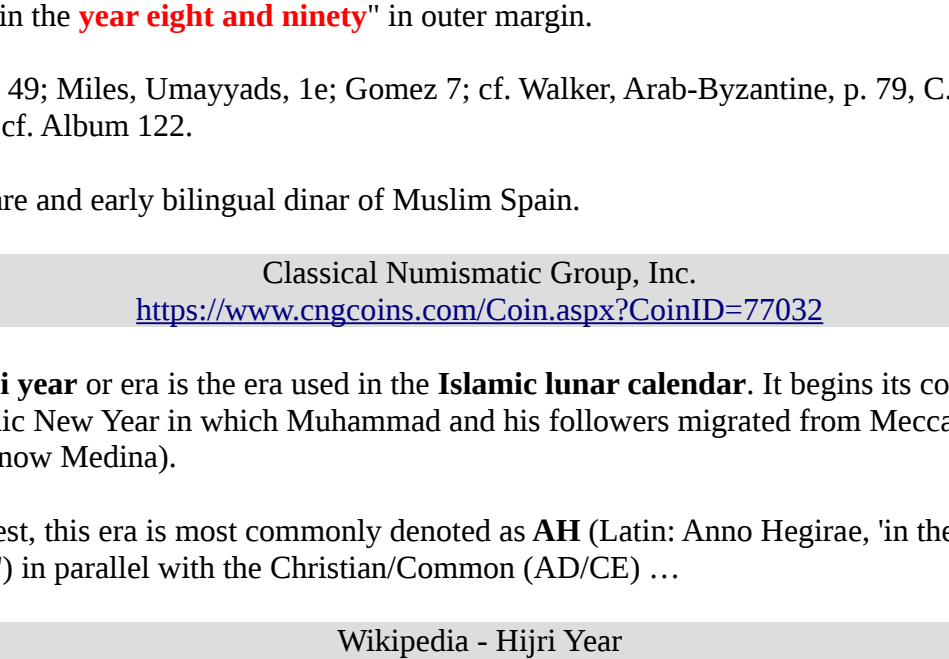 in the year eight and ninety" in outer margin.
49; Miles, Umayyads, 1e; Gomez 7; cf. Walker, Arab-Byzantine, p. 79, C.
cf. Album 122.
and early bilingual dinar of Muslim Spain.
Classical Numismatic Group, Inc.
https://www.cngcoins.com/Coin.aspx?CoinID=77032
i year or era is the era used in the Islamic lunar calendar. It begins its co
ic New Year in which Muhammad and his followers migrated from Mecca
now Medina).
est, this era is most commonly denoted as AH (Latin: Anno Hegirae, 'in the
') in parallel with the Christian/Common (AD/CE) …
Wikipedia - Hijri Year